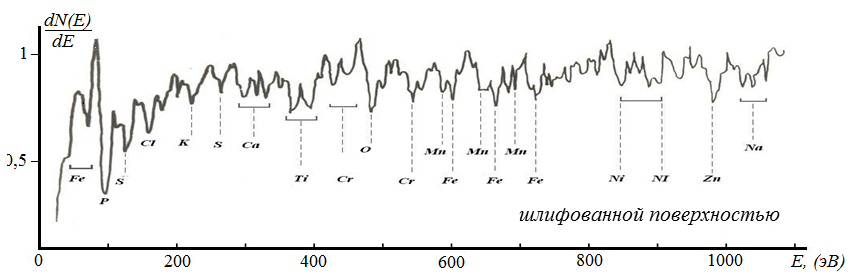 dN(E)
dE
1
0,5
Fe P S Cl K S Ca Ti Cr O Cr Mn Fe Mn Fe Mn Fe Ni NI Zn Na
шлифованной поверхностью
0 200 400 600 800 1000 E, (эВ)